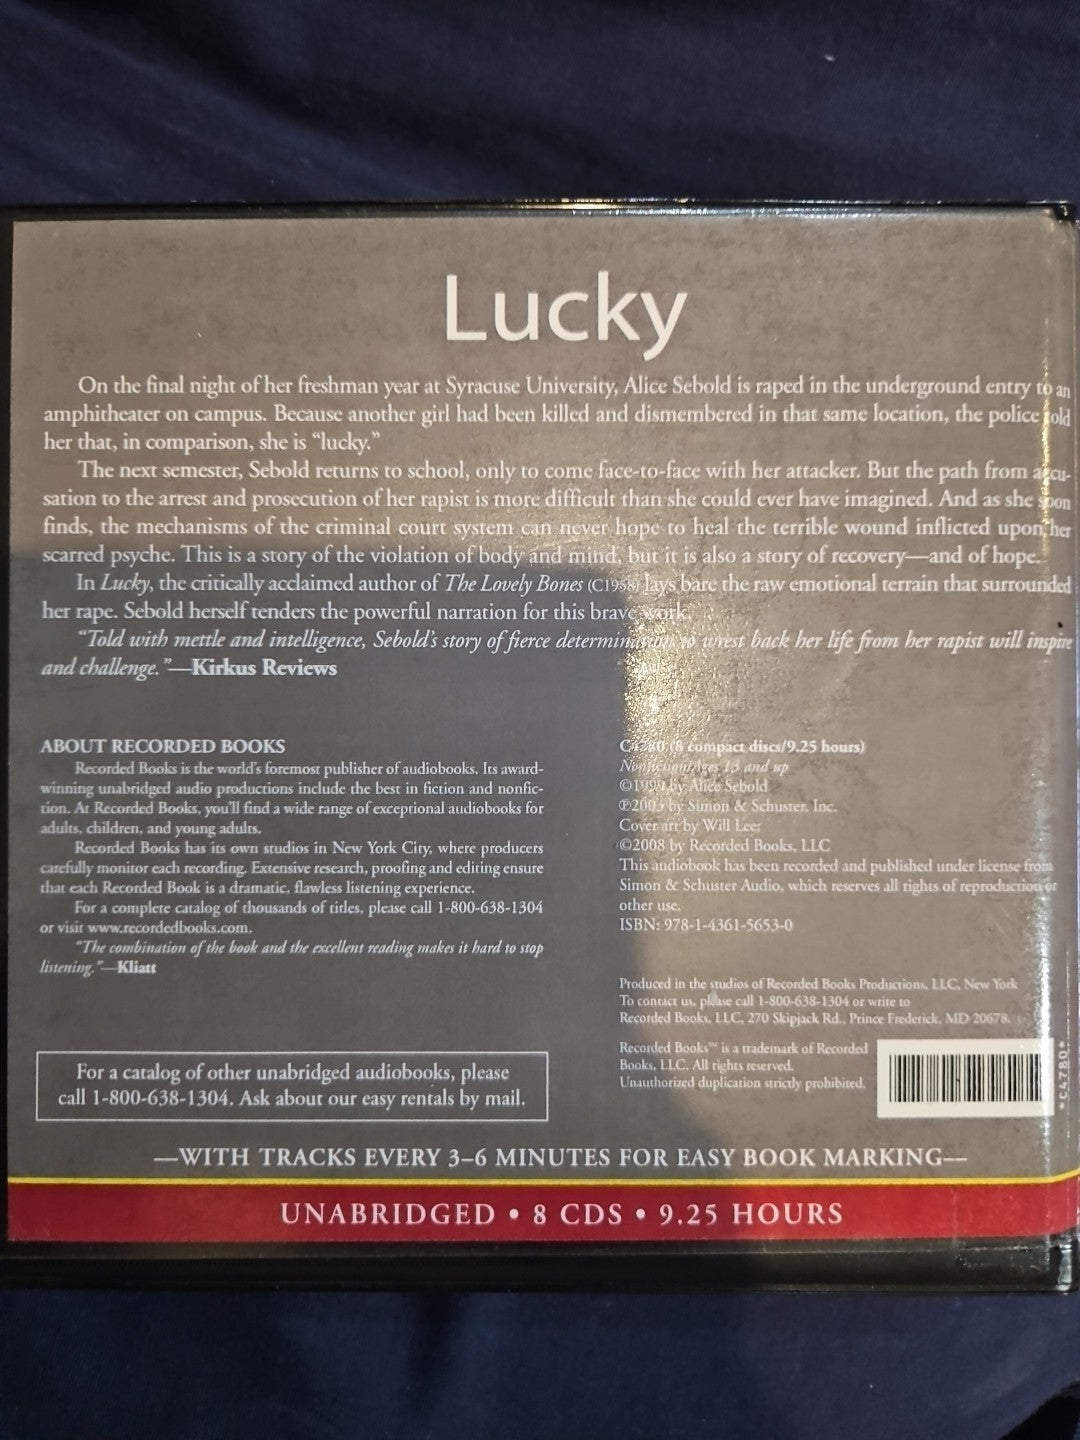 Lucky
On the final night of her freshman year at Syracuse University, Alice Sebold is raped in the underground entry to an
amphitheater on campus. Because another girl had been killed and dismembered in that same location, the police told
her that, in comparison, she is “lucky.”
The next semester, Sebold returns to school, only to come face-to-face with her attacker. But the path from accu-
sation to the arrest and prosecution of her rapist is more difficult than she could ever have imagined. And as she soon
finds, the mechanisms of the criminal court system can never hope to heal the terrible wound inflicted upon her
scarred psyche. This is a story of the violation of body and mind, but it is also a story of recovery—and of hope.
In Lucky, the critically acclaimed author of The Lovely Bones (C1958) lays bare the raw emotional terrain that surrounded
her rape. Sebold herself tenders the powerful narration for this brave work.
“Told with mettle and intelligence, Sebold’s story of fierce determination to wrest back her life from her rapist will inspire
and challenge.”—Kirkus Reviews
ABOUT RECORDED BOOKS
Recorded Books is the world’s foremost publisher of audiobooks. Its award-
winning unabridged audio productions include the best in fiction and nonfic-
tion. At Recorded Books, you’ll find a wide range of exceptional audiobooks for
adults, children, and young adults.
Recorded Books has its own studios in New York City, where producers
carefully monitor each recording. Extensive research, proofing and editing ensure
that each Recorded Book is a dramatic, flawless listening experience.
For a complete catalog of thousands of titles, please call 1-800-638-1304
or visit www.recordedbooks.com.
“The combination of the book and the excellent reading makes it hard to stop
listening.”—Kliatt
For a catalog of other unabridged audiobooks, please
call 1-800-638-1304. Ask about our easy rentals by mail.
C4780 (8 compact discs/9.25 hours)
Nonfiction/Ages 13 and up
©1999 by Alice Sebold
℗2003 by Simon & Schuster, Inc.
Cover art by Will Lee;
©2008 by Recorded Books, LLC
This audiobook has been recorded and published under license from
Simon & Schuster Audio, which reserves all rights of reproduction or
other use.
ISBN: 978-1-4361-5653-0
Produced in the studios of Recorded Books Productions, LLC, New York
To contact us, please call 1-800-638-1304 or write to
Recorded Books, LLC, 270 Skipjack Rd., Prince Frederick, MD 20678.
Recorded Books™ is a trademark of Recorded
Books, LLC. All rights reserved.
Unauthorized duplication strictly prohibited.
*C4780*
—WITH TRACKS EVERY 3–6 MINUTES FOR EASY BOOK MARKING—
UNABRIDGED • 8 CDS • 9.25 HOURS